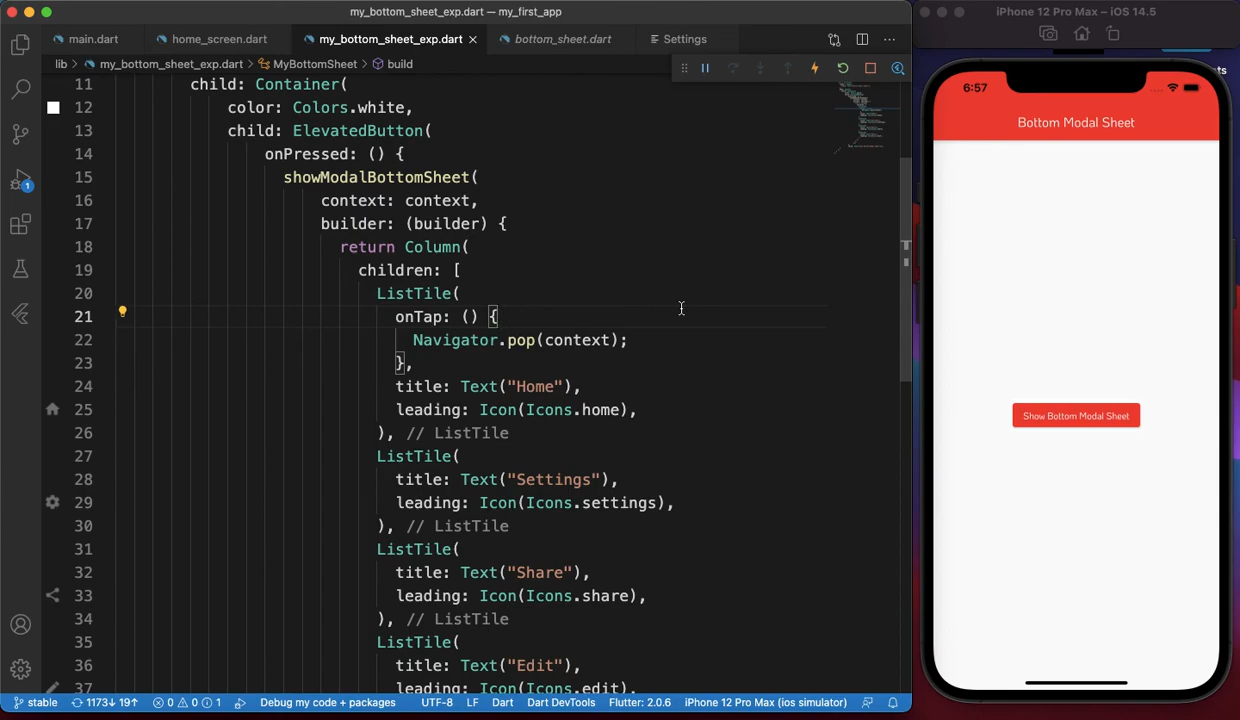 my_bottom_sheet_exp.dart — my_first_app
main.dart
home_screen.dart
my_bottom_sheet_exp.dart
bottom_sheet.dart
Settings
lib
my_bottom_sheet_exp.dart
MyBottomSheet
build
11 child: Container(
12 color: Colors.white,
13 child: ElevatedButton(
14 onPressed: () {
15 showModalBottomSheet(
16 context: context,
17 builder: (builder) {
18 return Column(
19 children: [
20 ListTile(
21 onTap: () {
22 Navigator.pop(context);
23 },
24 title: Text("Home"),
25 leading: Icon(Icons.home),
26 ), // ListTile
27 ListTile(
28 title: Text("Settings"),
29 leading: Icon(Icons.settings),
30 ), // ListTile
31 ListTile(
32 title: Text("Share"),
33 leading: Icon(Icons.share),
34 ), // ListTile
35 ListTile(
36 title: Text("Edit"),
37 leading: Icon(Icons.edit),
1
stable 1173↓ 19↑ 0 0 1 Debug my code + packages UTF-8 LF Dart Dart DevTools Flutter: 2.0.6 iPhone 12 Pro Max (ios simulator)
iPhone 12 Pro Max – iOS 14.5
6:57
Bottom Modal Sheet
Show Bottom Modal Sheet